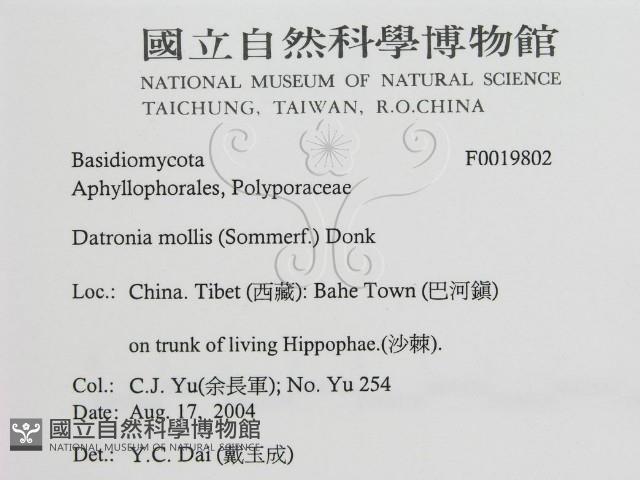 國立自然科學博物館
NATIONAL MUSEUM OF NATURAL SCIENCE
TAICHUNG, TAIWAN, R.O.CHINA
Basidiomycota F0019802
Aphyllophorales, Polyporaceae
Datronia mollis (Sommerf.) Donk
Loc.: China. Tibet (西藏): Bahe Town (巴河鎮)
on trunk of living Hippophae.(沙棘).
Col.: C.J. Yu(余長軍); No. Yu 254
Date: Aug. 17, 2004
國立自然科學博物館
NATIONAL MUSEUM OF NATURAL SCIENCE
Det.: Y.C. Dai (戴玉成)